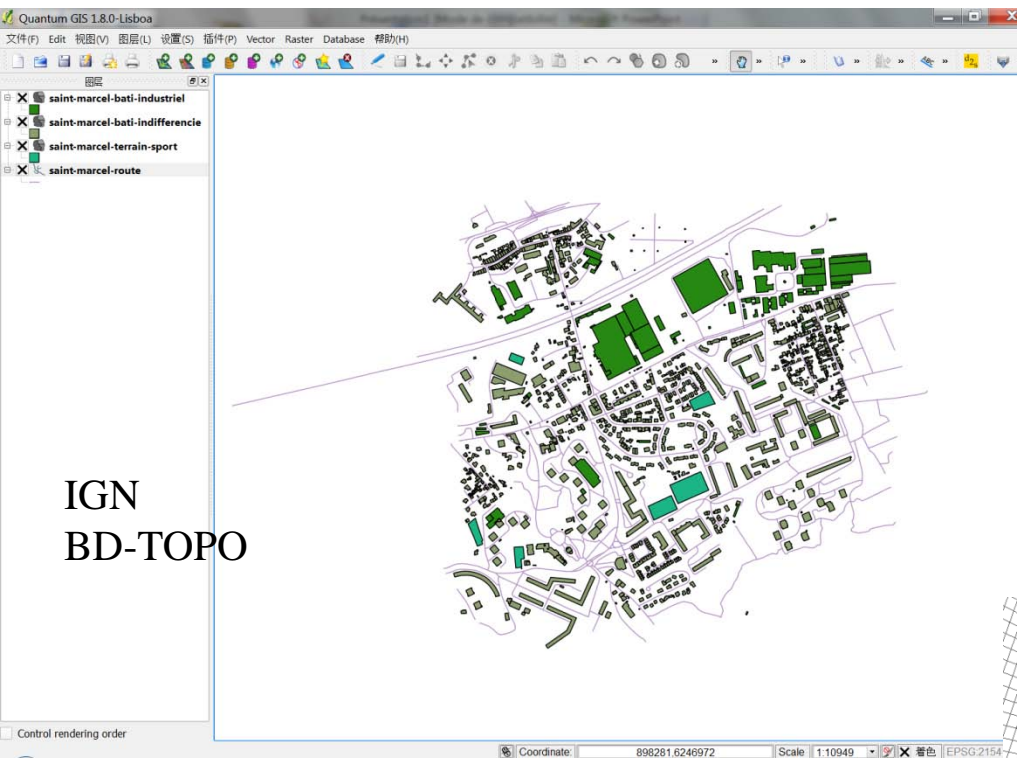 Quantum GIS 1.8.0-Lisboa
文件(F) Edit 视图(V) 图层(L) 设置(S) 插件(P) Vector Raster Database 帮助(H)
图层
saint-marcel-bati-industriel
saint-marcel-bati-indifferencie
saint-marcel-terrain-sport
saint-marcel-route
IGN
BD-TOPO
Control rendering order
Coordinate: 898281,6246972 Scale 1:10949 着色 EPSG:2154